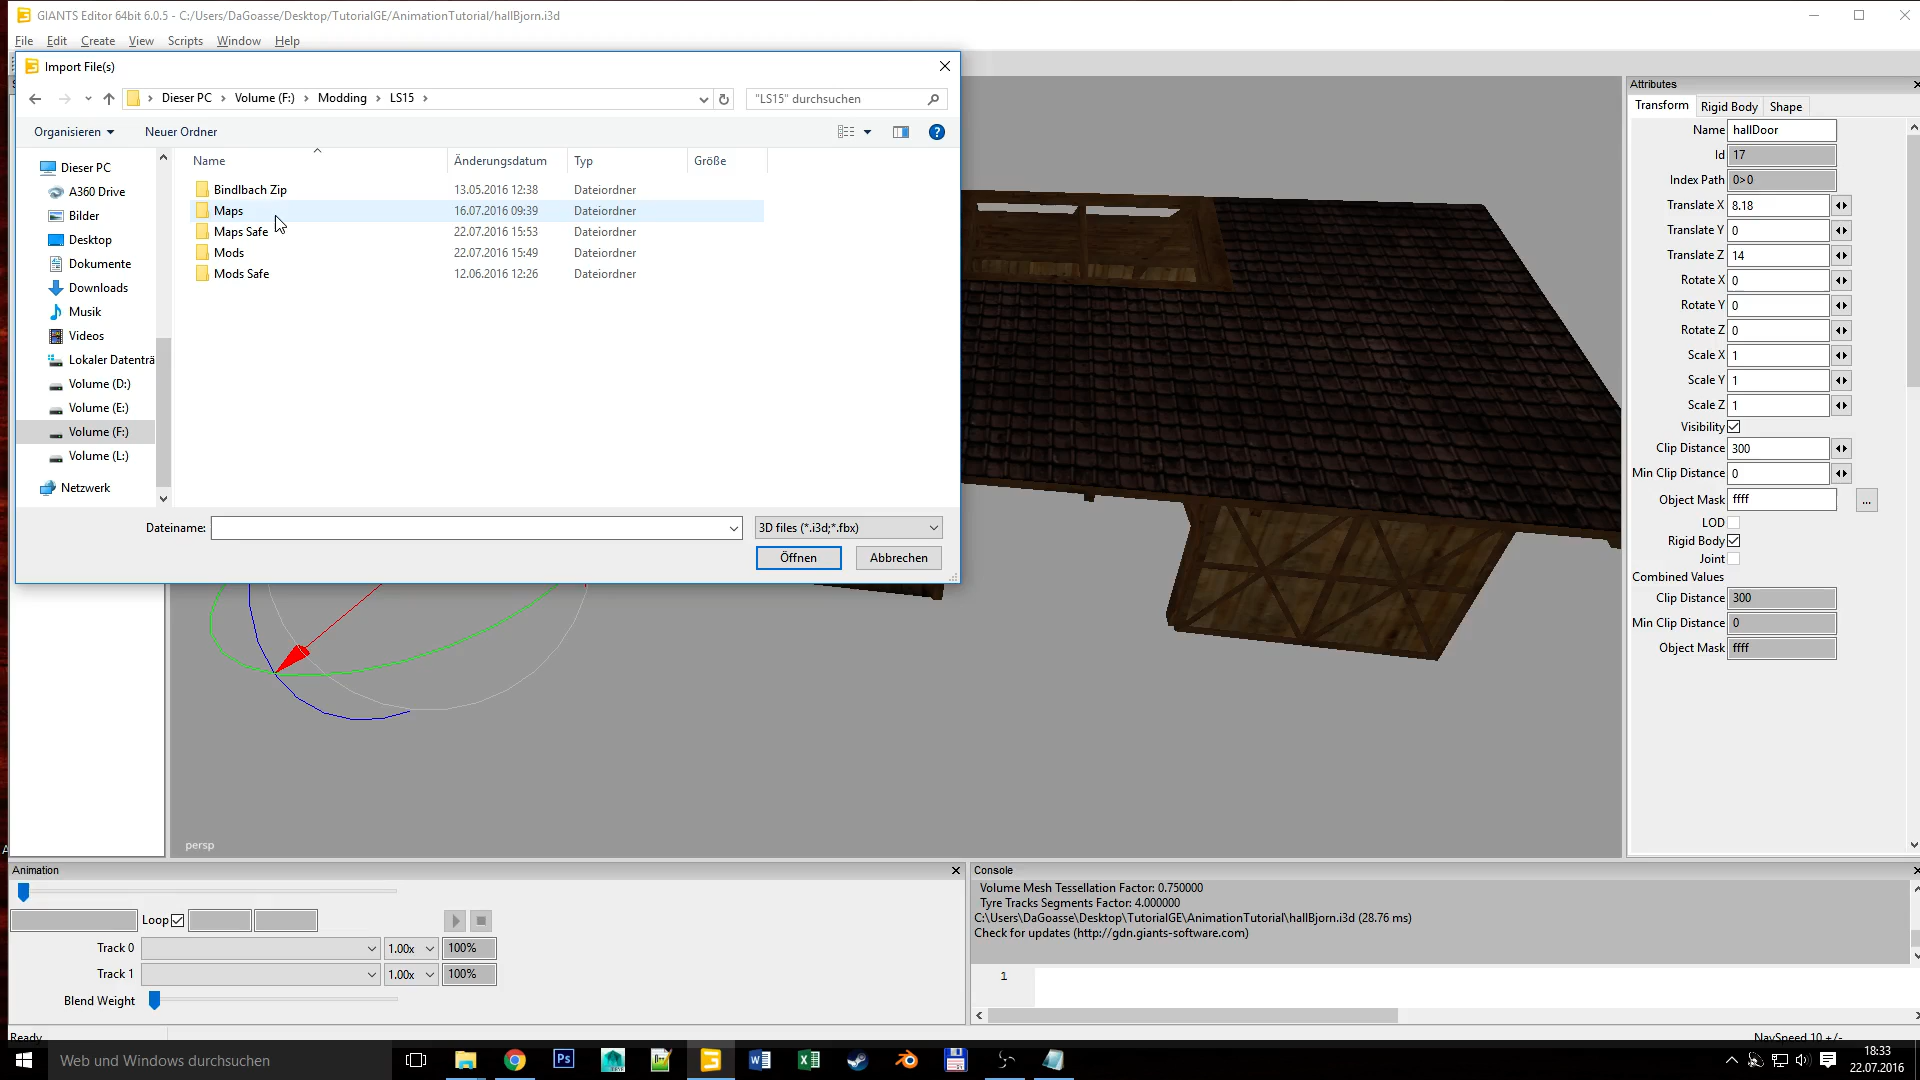 GIANTS Editor 64bit 6.0.5 - C:/Users/DaGoasse/Desktop/TutorialGE/AnimationTutorial/hallBjorn.i3d
File Edit Create View Scripts Window Help
Import File(s)
Dieser PC Volume (F:) Modding LS15
"LS15" durchsuchen
Organisieren Neuer Ordner
Name Änderungsdatum Typ Größe
Bindlbach Zip 13.05.2016 12:38 Dateiordner
Maps 16.07.2016 09:39 Dateiordner
Maps Safe 22.07.2016 15:53 Dateiordner
Mods 22.07.2016 15:49 Dateiordner
Mods Safe 12.06.2016 12:26 Dateiordner
Dieser PC
A360 Drive
Bilder
Desktop
Dokumente
Downloads
Musik
Videos
Lokaler Datenträ
Volume (D:)
Volume (E:)
Volume (F:)
Volume (L:)
Netzwerk
Dateiname:
3D files (*.i3d;*.fbx)
Öffnen Abbrechen
Attributes
Transform Rigid Body Shape
Name hallDoor
Id 17
Index Path 0>0
Translate X 8.18
Translate Y 0
Translate Z 14
Rotate X 0
Rotate Y 0
Rotate Z 0
Scale X 1
Scale Y 1
Scale Z 1
Visibility
Clip Distance 300
Min Clip Distance 0
Object Mask ffff ...
LOD
Rigid Body
Joint
Combined Values
Clip Distance 300
Min Clip Distance 0
Object Mask ffff
persp
Animation
Loop
Track 0 1.00x 100%
Track 1 1.00x 100%
Blend Weight
Console
Volume Mesh Tessellation Factor: 0.750000
Tyre Tracks Segments Factor: 4.000000
C:\Users\DaGoasse\Desktop\TutorialGE\AnimationTutorial\hallBjorn.i3d (28.76 ms)
Check for updates (http://gdn.giants-software.com)
1
Ready
NavSpeed 10 +/-
Web und Windows durchsuchen
Ps
18:33
22.07.2016